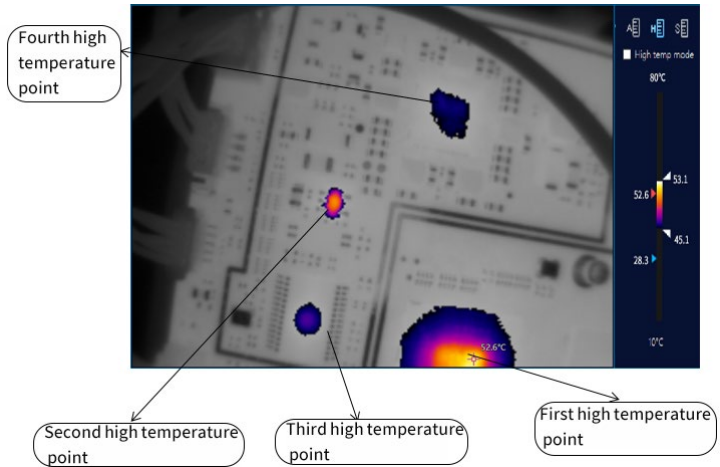 Fourth high
temperature
point
A
H
S
High temp mode
80°C
53.1
52.6
45.1
28.3
10°C
52.6°C
Second high temperature
point
Third high temperature
point
First high temperature
point